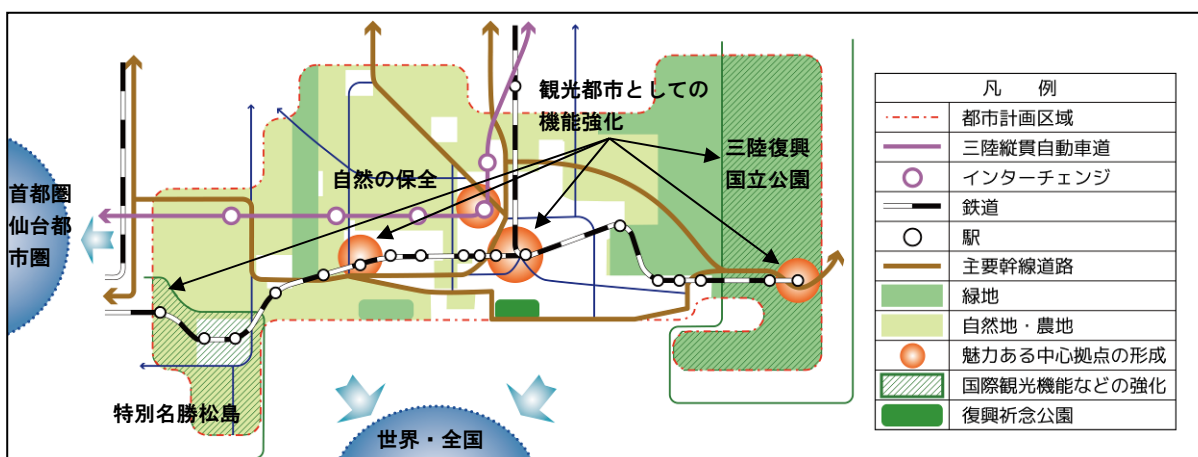 観光都市としての
機能強化
三陸復興
国立公園
自然の保全
首都圏
仙台都
市圏
特別名勝松島
世界・全国
凡　例
都市計画区域
三陸縦貫自動車道
インターチェンジ
鉄道
駅
主要幹線道路
緑地
自然地・農地
魅力ある中心拠点の形成
国際観光機能などの強化
復興祈念公園